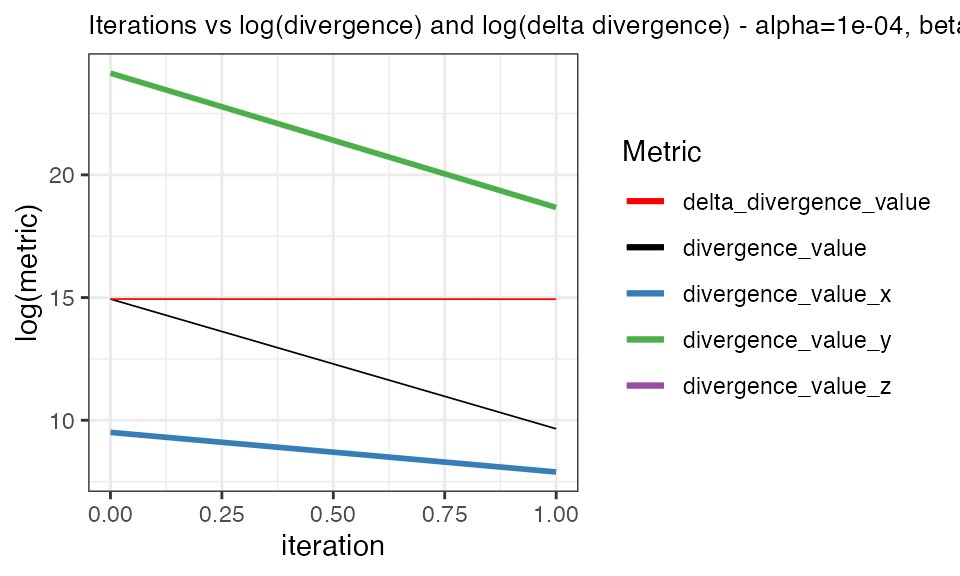 Iterations vs log(divergence) and log(delta divergence) - alpha=1e-04, beta
log(metric)
20
15
10
0.00 0.25 0.50 0.75 1.00
iteration
Metric
delta_divergence_value
divergence_value
divergence_value_x
divergence_value_y
divergence_value_z